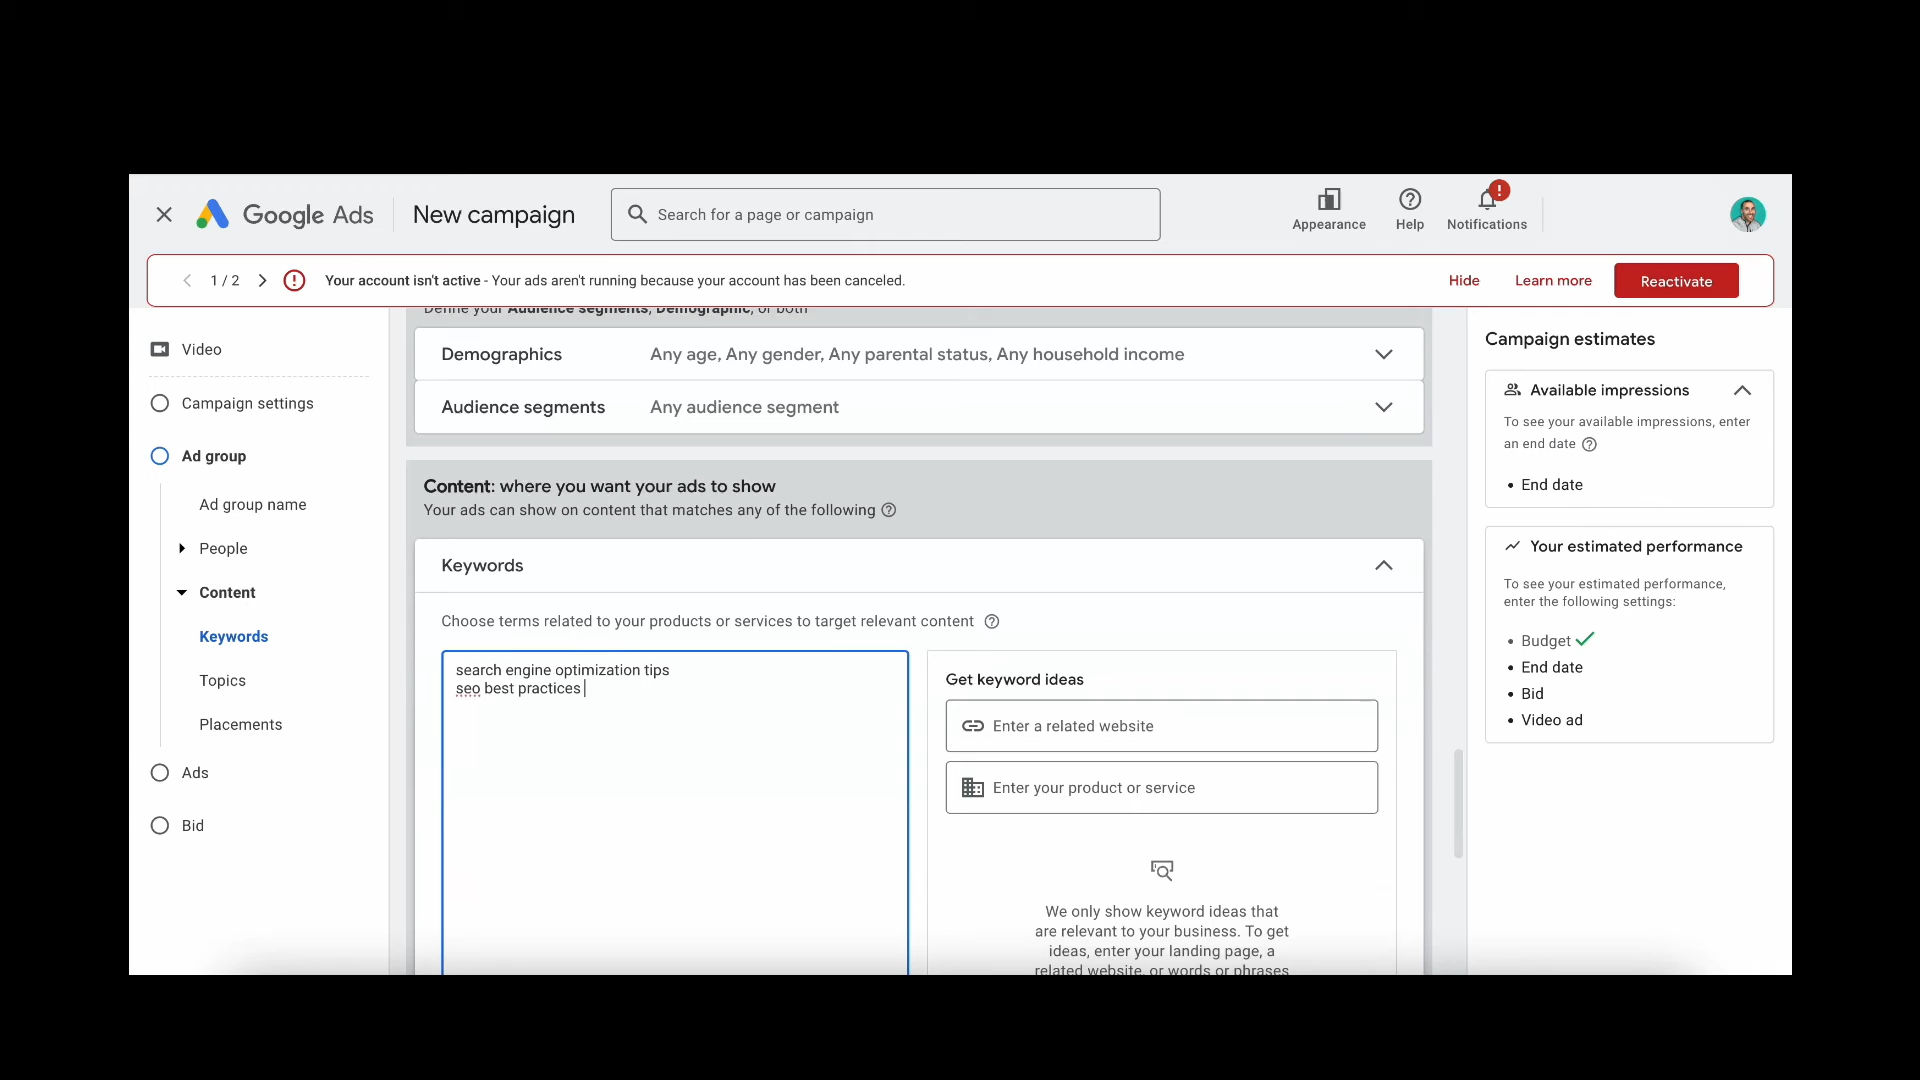 Google Ads
New campaign
Search for a page or campaign
Appearance
Help
Notifications
1 / 2
Your account isn't active - Your ads aren't running because your account has been canceled.
Hide
Learn more
Reactivate
Video
Campaign settings
Ad group
Ad group name
People
Content
Keywords
Topics
Placements
Ads
Bid
Define your Audience segments, Demographic, or both
Demographics
Any age, Any gender, Any parental status, Any household income
Audience segments
Any audience segment
Content: where you want your ads to show
Your ads can show on content that matches any of the following
Keywords
Choose terms related to your products or services to target relevant content
search engine optimization tips
seo best practices
Get keyword ideas
Enter a related website
Enter your product or service
We only show keyword ideas that
are relevant to your business. To get
ideas, enter your landing page, a
related website, or words or phrases
Campaign estimates
Available impressions
To see your available impressions, enter
an end date
• End date
Your estimated performance
To see your estimated performance,
enter the following settings:
• Budget
• End date
• Bid
• Video ad